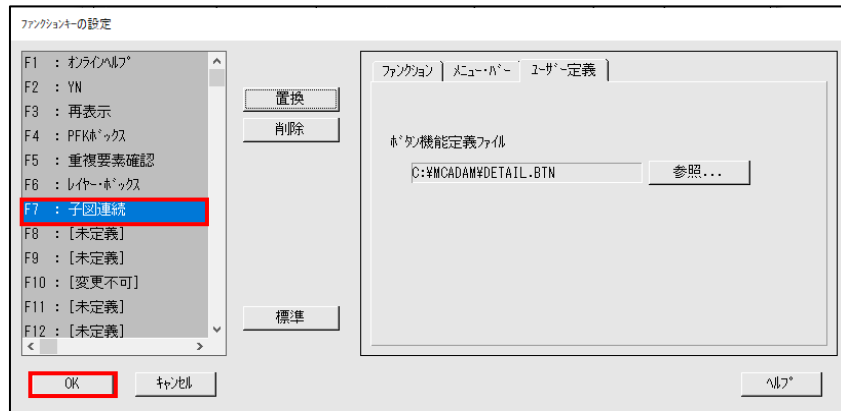 ﾌｧﾝｸｼｮﾝｷｰの設定
F1 : ｵﾝﾗｲﾝﾍﾙﾌﾟ
F2 : YN
F3 : 再表示
F4 : PFKﾎﾞｯｸｽ
F5 : 重複要素確認
F6 : ﾚｲﾔｰ･ﾎﾞｯｸｽ
F7 : 子図連続
F8 : [未定義]
F9 : [未定義]
F10 : [変更不可]
F11 : [未定義]
F12 : [未定義]
置換
削除
標準
ﾌｧﾝｸｼｮﾝ ﾒﾆｭｰ･ﾊﾞｰ ﾕｰｻﾞｰ定義
ﾎﾞﾀﾝ機能定義ﾌｧｲﾙ
C:¥MCADAM¥DETAIL.BTN 参照...
OK ｷｬﾝｾﾙ ﾍﾙﾌﾟ